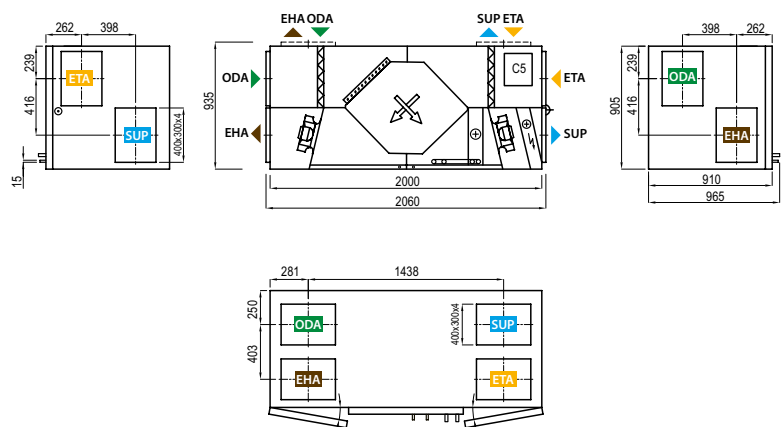 262 398
239
416
15
ETA
SUP
400x300x4
EHA ODA
SUP ETA
935
ODA
EHA
C5
ETA
SUP
2000
2060
398 262
239
416
905
ODA
EHA
910
965
281 1438
250
403
ODA
SUP
400x300x4
EHA
ETA